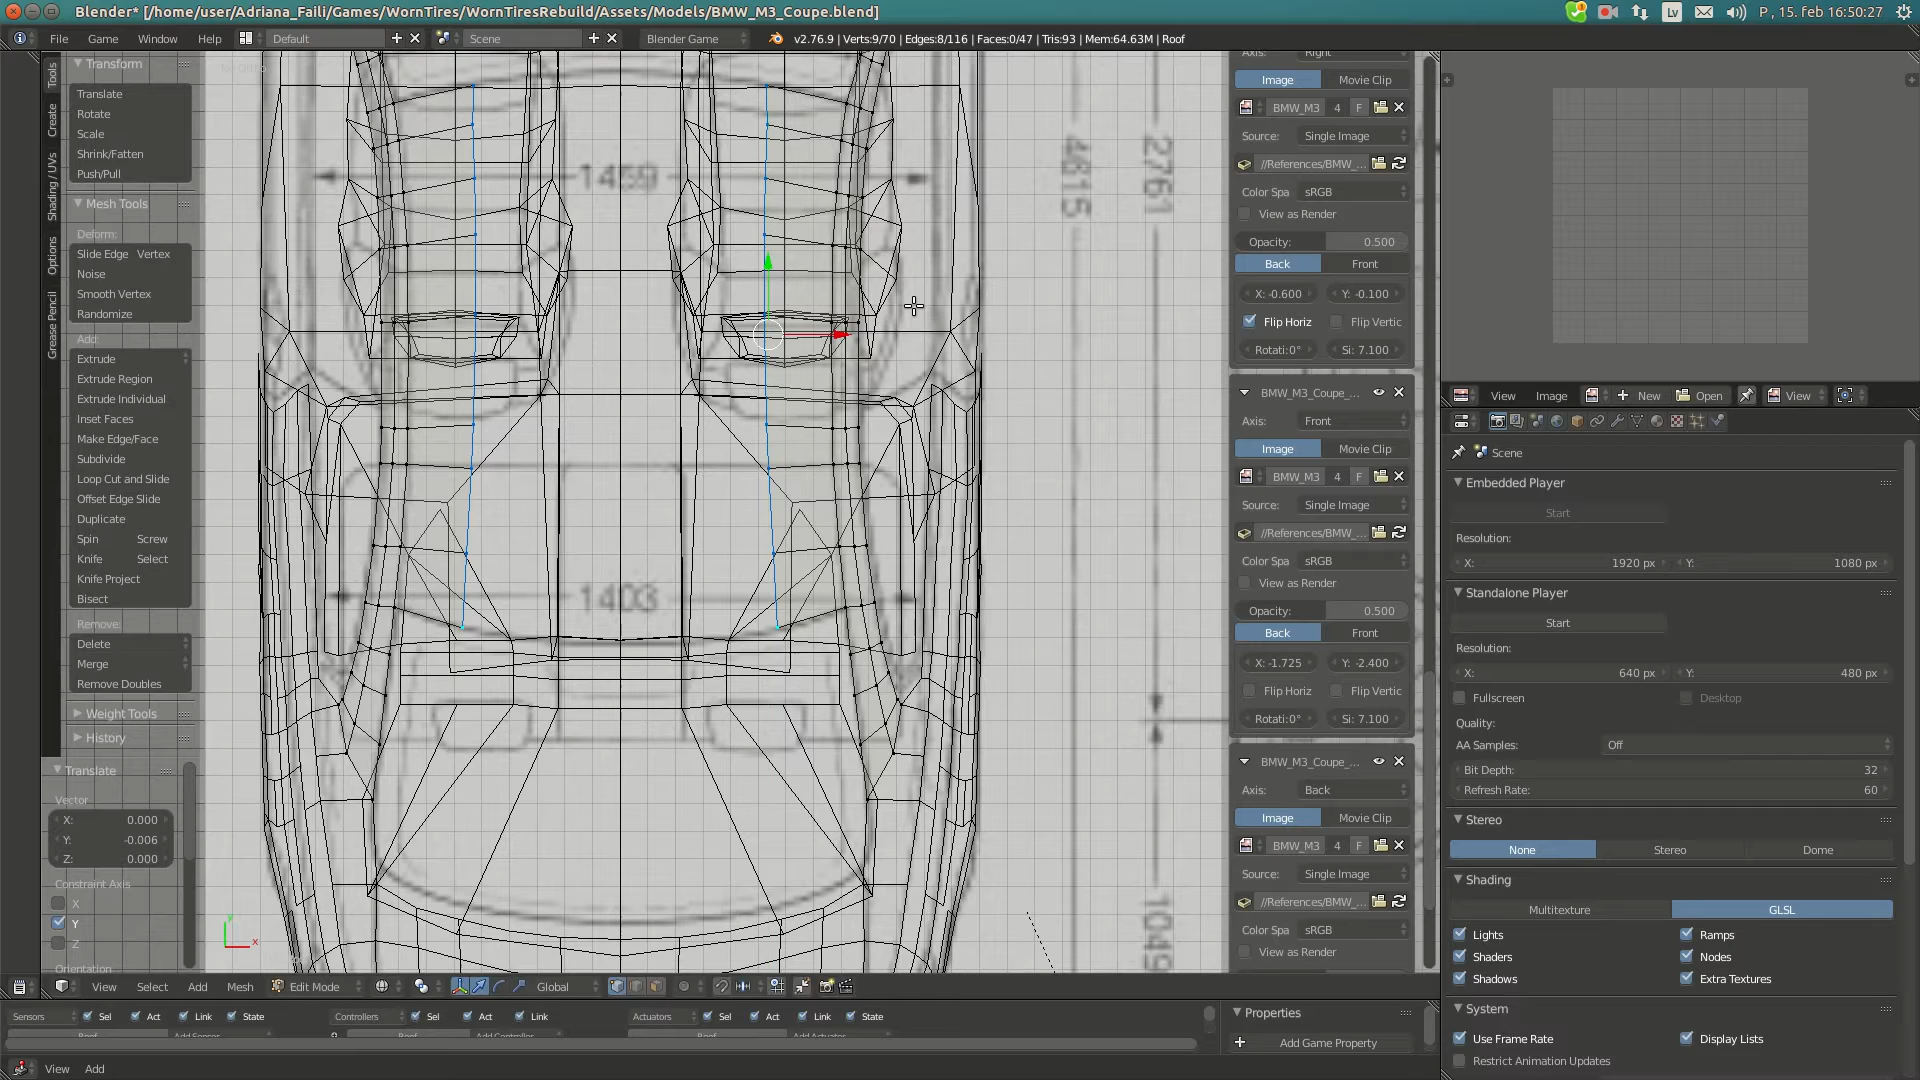 Blender* [/home/user/Adriana_Faili/Games/WornTires/WornTiresRebuild/Assets/Models/BMW_M3_Coupe.blend]
Lv
P , 15. feb 16:50:27
File Game Window Help
Default
Scene
Blender Game
v2.76.9 | Verts:9/70 | Edges:8/116 | Faces:0/47 | Tris:93 | Mem:64.63M | Roof
Tools
Create
Shading / UVs
Options
Grease Pencil
Transform
Translate
Rotate
Scale
Shrink/Fatten
Push/Pull
Mesh Tools
Deform:
Slide Edge Vertex
Noise
Smooth Vertex
Randomize
Add:
Extrude
Extrude Region
Extrude Individual
Inset Faces
Make Edge/Face
Subdivide
Loop Cut and Slide
Offset Edge Slide
Duplicate
Spin Screw
Knife Select
Knife Project
Bisect
Remove:
Delete
Merge
Remove Doubles
Weight Tools
History
Translate
Vector
X: 0.000
Y: -0.006
Z: 0.000
Constraint Axis
X
Y
Z
Orientation
1459
1403
4615
2761
1049
y
x
Axis: Right
Image Movie Clip
BMW_M3 4 F
Source: Single Image
//References/BMW_...
Color Spa sRGB
View as Render
Opacity: 0.500
Back Front
X: -0.600 Y: -0.100
Flip Horiz Flip Vertic
Rotati:0° Si: 7.100
BMW_M3_Coupe_...
Axis: Front
Image Movie Clip
BMW_M3 4 F
Source: Single Image
//References/BMW_...
Color Spa sRGB
View as Render
Opacity: 0.500
Back Front
X: -1.725 Y: -2.400
Flip Horiz Flip Vertic
Rotati:0° Si: 7.100
BMW_M3_Coupe_...
Axis: Back
Image Movie Clip
BMW_M3 4 F
Source: Single Image
//References/BMW_...
Color Spa sRGB
View as Render
View Image New Open View
Scene
Embedded Player
Start
Resolution:
X: 1920 px Y: 1080 px
Standalone Player
Start
Resolution:
X: 640 px Y: 480 px
Fullscreen Desktop
Quality:
AA Samples: Off
Bit Depth: 32
Refresh Rate: 60
Stereo
None Stereo Dome
Shading
Multitexture GLSL
Lights Ramps
Shaders Nodes
Shadows Extra Textures
System
Use Frame Rate Display Lists
Restrict Animation Updates
View Select Add Mesh Edit Mode Global
Sensors Sel Act Link State
Controllers Sel Act Link
Actuators Sel Act Link State
Roof Add Sensor
Roof Add Controller
Roof Add Actuator
Properties
Add Game Property
View Add